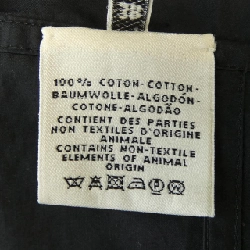 100% COTON-COTTON-
BAUMWOLLE-ALGODÓN-
COTONE-ALGODÃO
CONTIENT DES PARTIES
NON TEXTILES D'ORIGINE
ANIMALE
CONTAINS NON-TEXTILE
ELEMENTS OF ANIMAL
ORIGIN